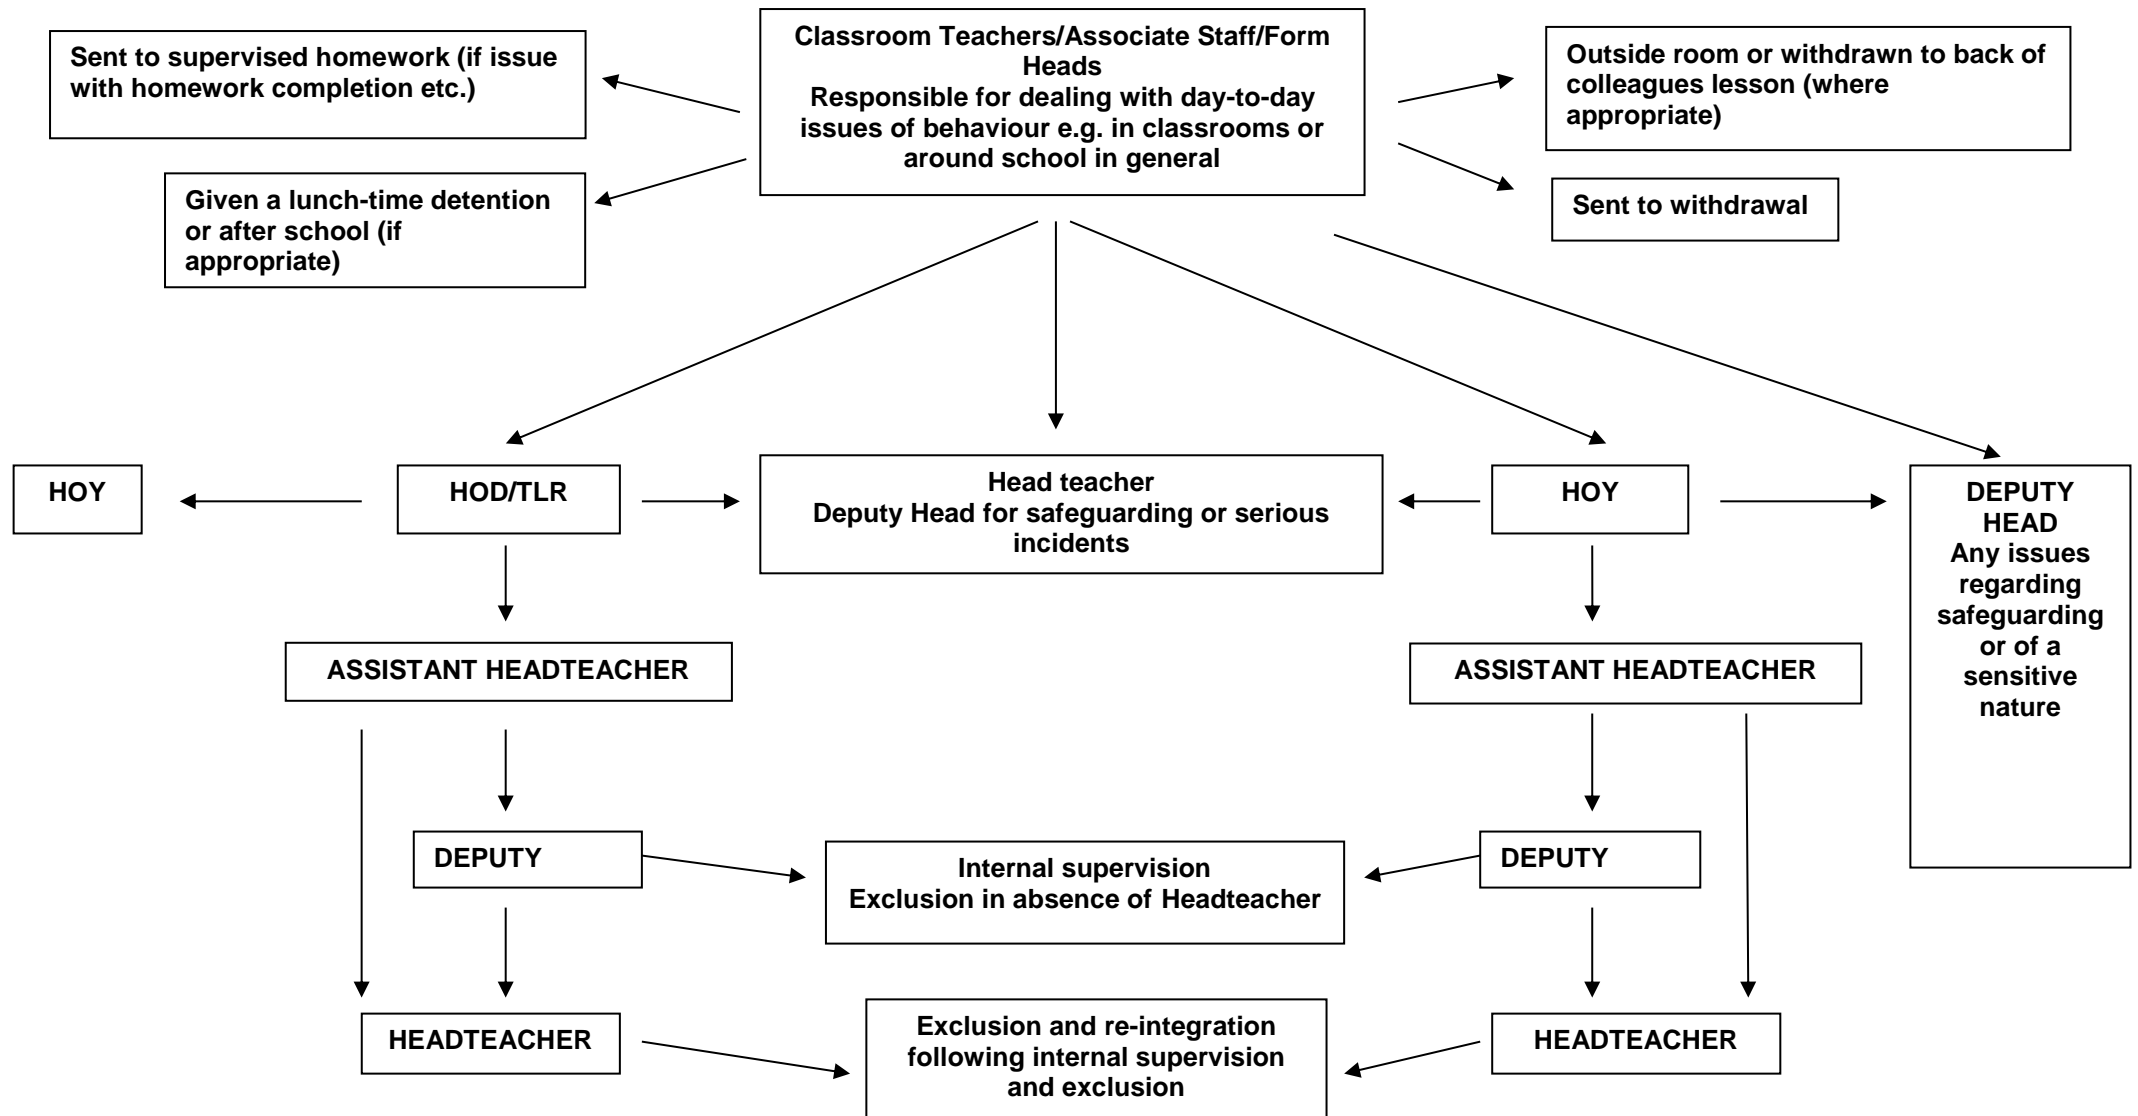 Sent to supervised homework (if issue
with homework completion etc.)
Classroom Teachers/Associate Staff/Form
Heads
Responsible for dealing with day-to-day
issues of behaviour e.g. in classrooms or
around school in general
Outside room or withdrawn to back of
colleagues lesson (where
appropriate)
Given a lunch-time detention
or after school (if
appropriate)
Sent to withdrawal
HOY
HOD/TLR
Head teacher
Deputy Head for safeguarding or serious
incidents
HOY
DEPUTY
HEAD
Any issues
regarding
safeguarding
or of a
sensitive
nature
ASSISTANT HEADTEACHER
ASSISTANT HEADTEACHER
DEPUTY
Internal supervision
Exclusion in absence of Headteacher
DEPUTY
HEADTEACHER
Exclusion and re-integration
following internal supervision
and exclusion
HEADTEACHER